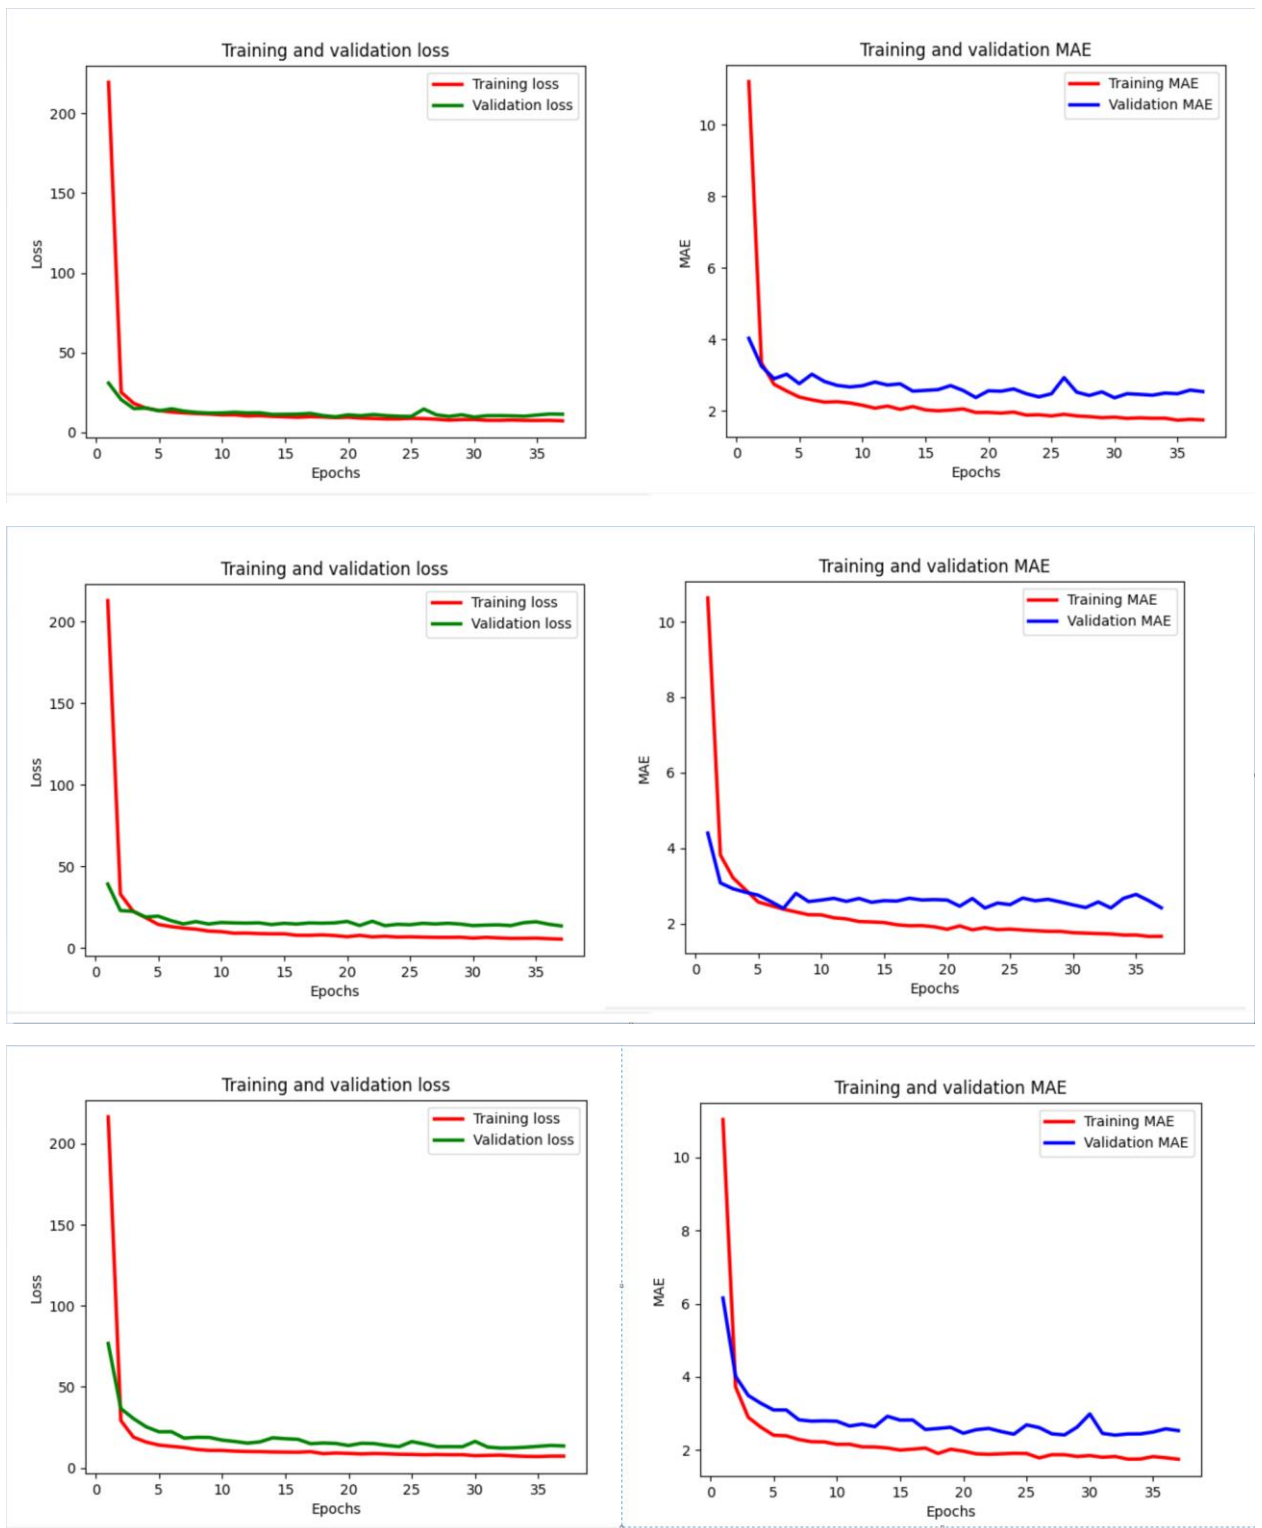 Training and validation loss
Training loss
Validation loss
200
150
100
50
0
Loss
0 5 10 15 20 25 30 35
Epochs
Training and validation MAE
Training MAE
Validation MAE
10
8
6
4
2
MAE
0 5 10 15 20 25 30 35
Epochs
Training and validation loss
Training loss
Validation loss
200
150
100
50
0
Loss
0 5 10 15 20 25 30 35
Epochs
Training and validation MAE
Training MAE
Validation MAE
10
8
6
4
2
MAE
0 5 10 15 20 25 30 35
Epochs
Training and validation loss
Training loss
Validation loss
200
150
100
50
0
Loss
0 5 10 15 20 25 30 35
Epochs
Training and validation MAE
Training MAE
Validation MAE
10
8
6
4
2
MAE
0 5 10 15 20 25 30 35
Epochs